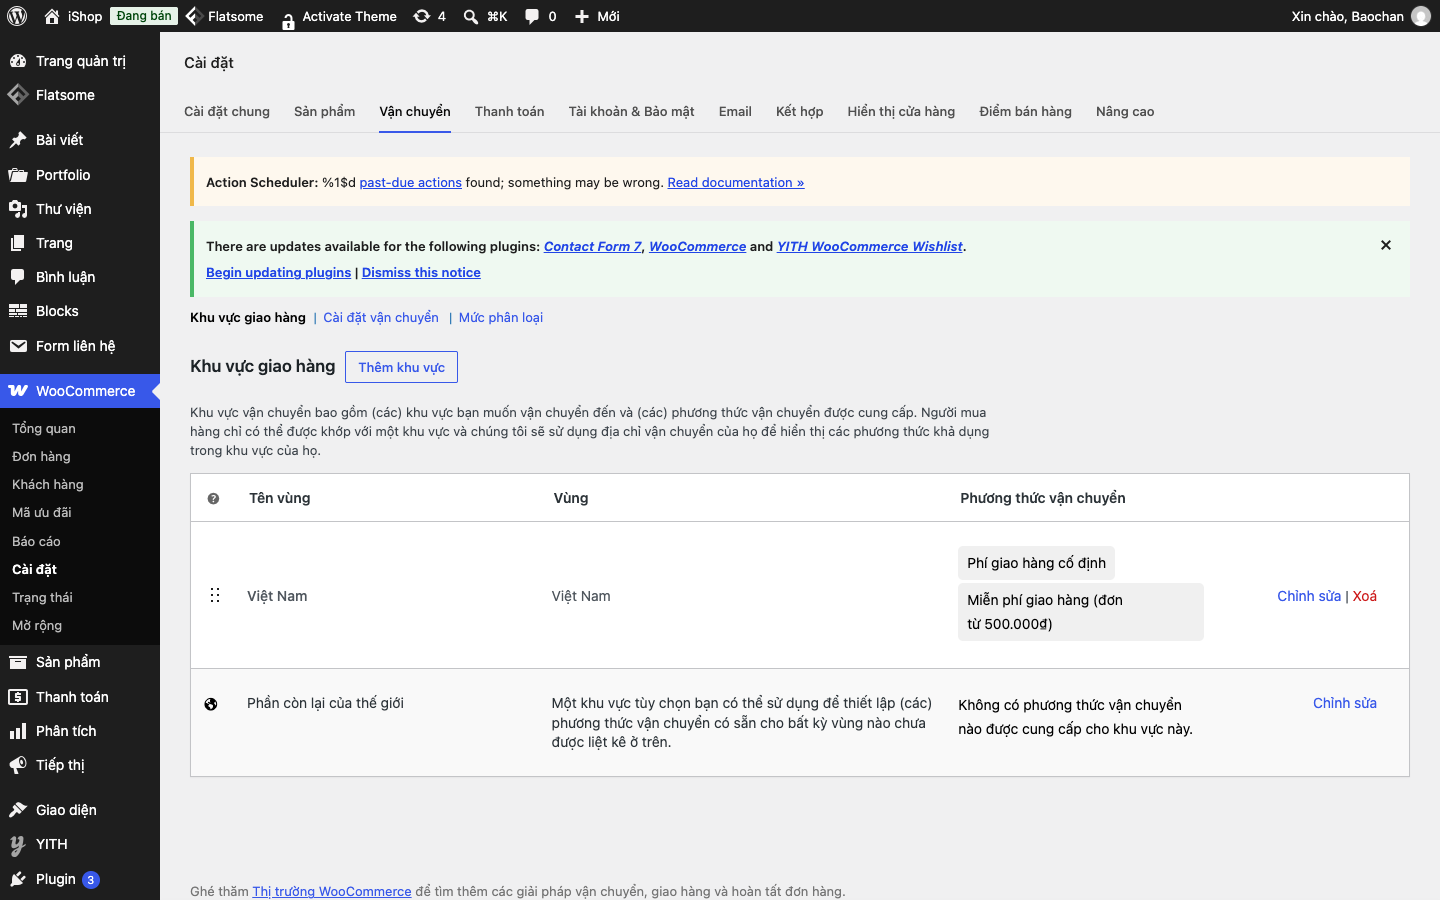 iShop Đang bán Flatsome Activate Theme 4 ⌘K 0 Mới Xin chào, Baochan
Trang quản trị
Flatsome
Bài viết
Portfolio
Thư viện
Trang
Bình luận
Blocks
Form liên hệ
WooCommerce
Tổng quan
Đơn hàng
Khách hàng
Mã ưu đãi
Báo cáo
Cài đặt
Trạng thái
Mở rộng
Sản phẩm
Thanh toán
Phân tích
Tiếp thị
Giao diện
YITH
Plugin 3
Cài đặt
Cài đặt chung Sản phẩm Vận chuyển Thanh toán Tài khoản & Bảo mật Email Kết hợp Hiển thị cửa hàng Điểm bán hàng Nâng cao
Action Scheduler: %1$d past-due actions found; something may be wrong. Read documentation »
There are updates available for the following plugins: Contact Form 7, WooCommerce and YITH WooCommerce Wishlist.
Begin updating plugins | Dismiss this notice
Khu vực giao hàng | Cài đặt vận chuyển | Mức phân loại
Khu vực giao hàng Thêm khu vực
Khu vực vận chuyển bao gồm (các) khu vực bạn muốn vận chuyển đến và (các) phương thức vận chuyển được cung cấp. Người mua
hàng chỉ có thể được khớp với một khu vực và chúng tôi sẽ sử dụng địa chỉ vận chuyển của họ để hiển thị các phương thức khả dụng
trong khu vực của họ.
Tên vùng Vùng Phương thức vận chuyển
Việt Nam Việt Nam
Phí giao hàng cố định
Miễn phí giao hàng (đơn
từ 500.000₫)
Chỉnh sửa | Xoá
Phần còn lại của thế giới
Một khu vực tùy chọn bạn có thể sử dụng để thiết lập (các)
phương thức vận chuyển có sẵn cho bất kỳ vùng nào chưa
được liệt kê ở trên.
Không có phương thức vận chuyển
nào được cung cấp cho khu vực này.
Chỉnh sửa
Ghé thăm Thị trường WooCommerce để tìm thêm các giải pháp vận chuyển, giao hàng và hoàn tất đơn hàng.